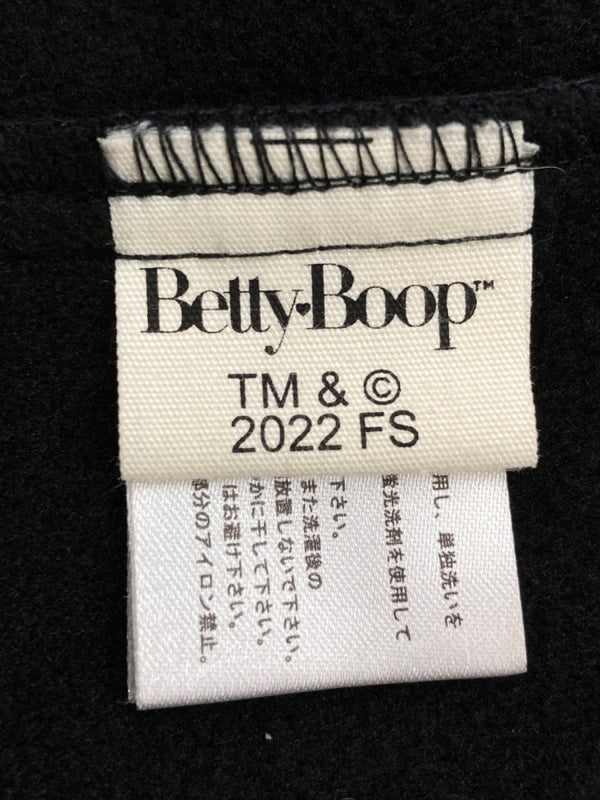 Betty Boop™
TM & ©
2022 FS
用し、単独洗いを
蛍光洗剤を使用して
下さい。
また洗濯後の
放置しないで下さい。
かに干して下さい。
はお避け下さい。
部分のアイロン禁止。